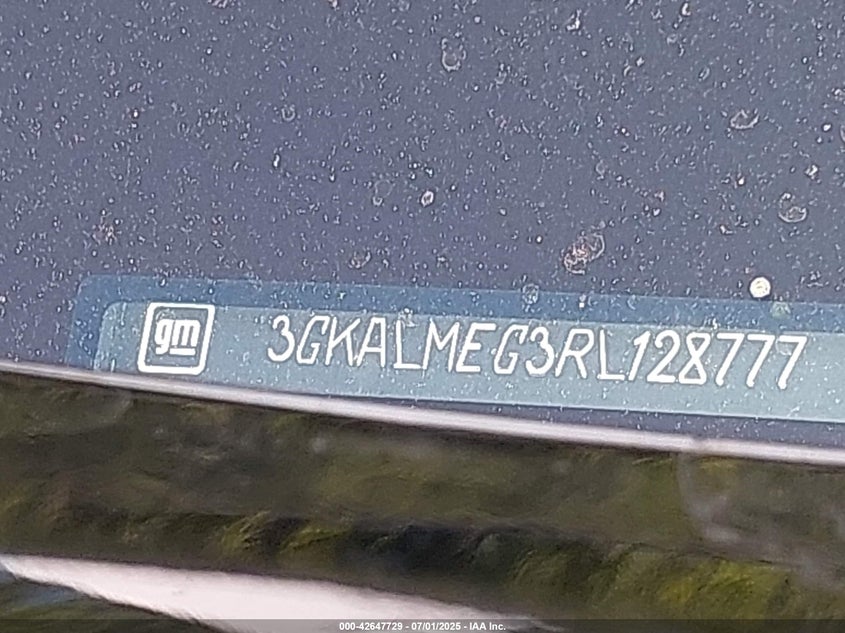 gm 3GKALMEG3RL128777
000-42647729 - 07/01/2025 - IAA Inc.